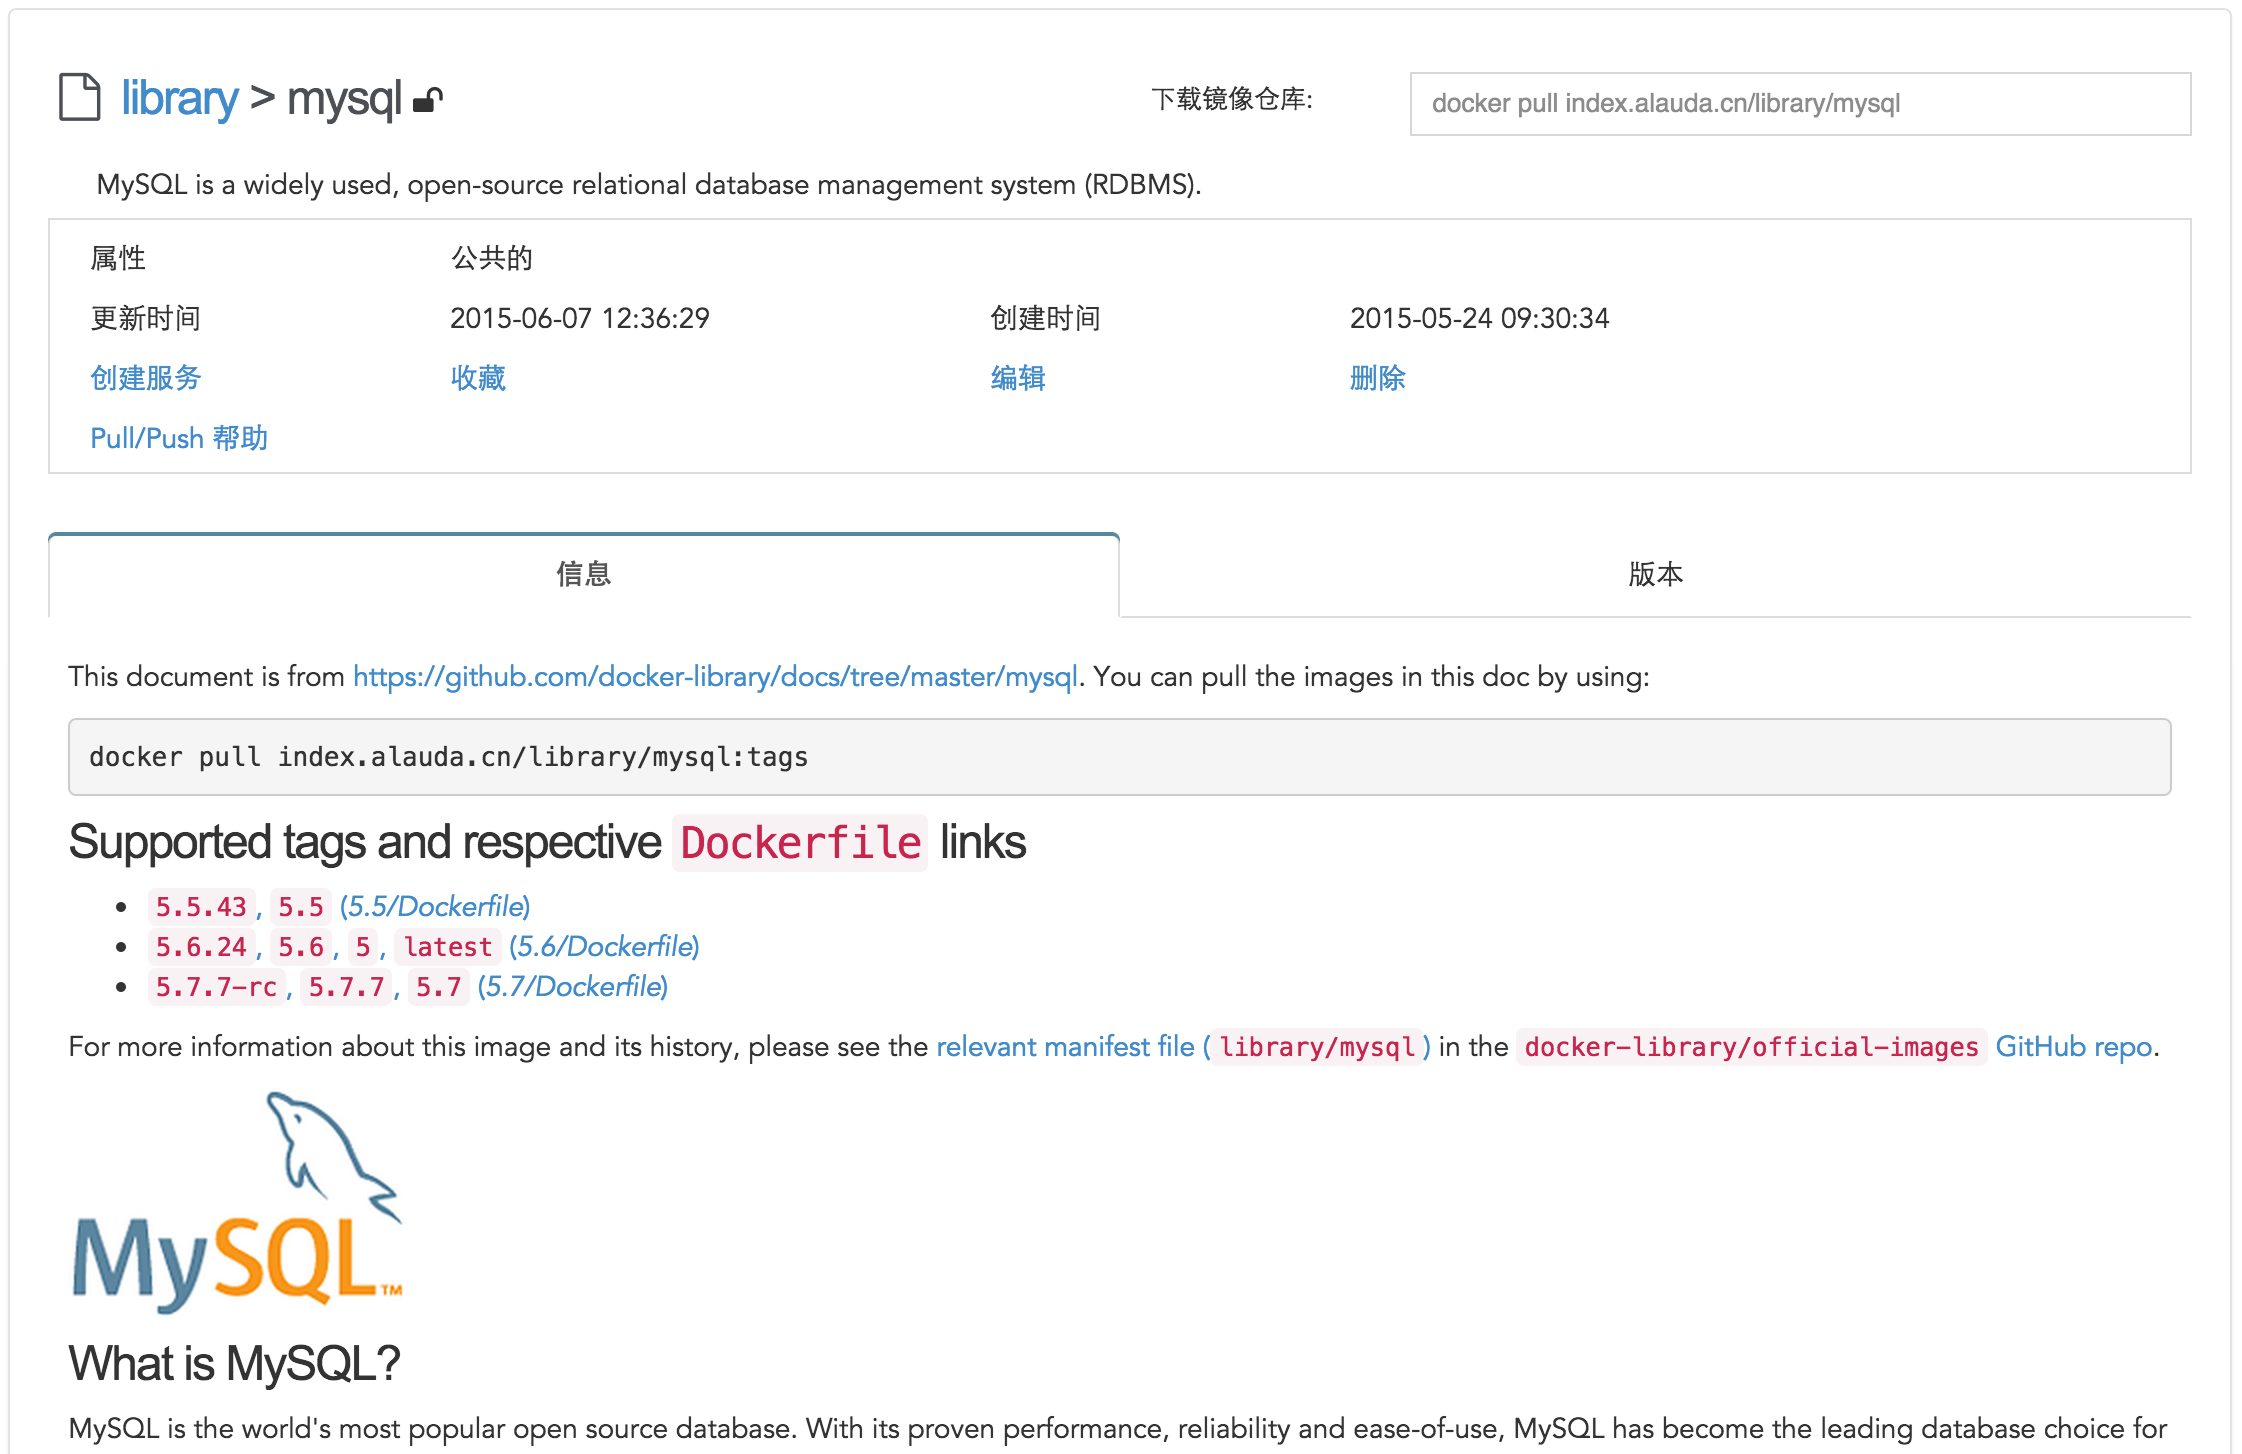 library > mysql
下载镜像仓库: docker pull index.alauda.cn/library/mysql
MySQL is a widely used, open-source relational database management system (RDBMS).
属性 公共的
更新时间 2015-06-07 12:36:29 创建时间 2015-05-24 09:30:34
创建服务 收藏 编辑 删除
Pull/Push 帮助
信息 版本
This document is from https://github.com/docker-library/docs/tree/master/mysql. You can pull the images in this doc by using:
docker pull index.alauda.cn/library/mysql:tags
Supported tags and respective Dockerfile links
5.5.43, 5.5 (5.5/Dockerfile)
5.6.24, 5.6, 5, latest (5.6/Dockerfile)
5.7.7-rc, 5.7.7, 5.7 (5.7/Dockerfile)
For more information about this image and its history, please see the relevant manifest file (library/mysql) in the docker-library/official-images GitHub repo.
MySQL™
What is MySQL?
MySQL is the world's most popular open source database. With its proven performance, reliability and ease-of-use, MySQL has become the leading database choice for